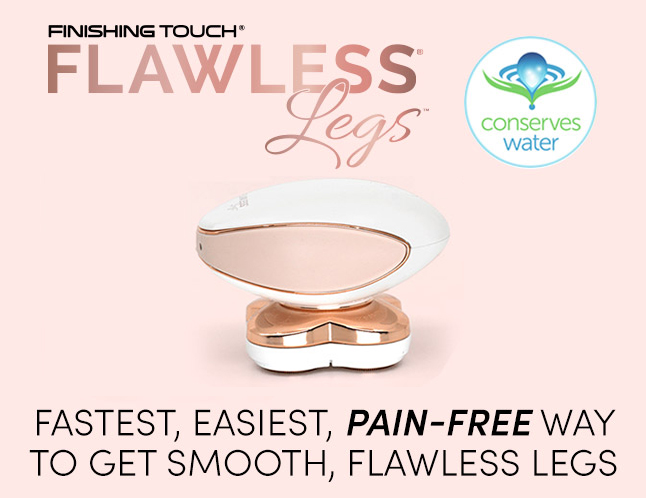 FINISHING TOUCH®
FLAWLESS®
Legs™
conserves
water
FASTEST, EASIEST, PAIN-FREE WAY
TO GET SMOOTH, FLAWLESS LEGS